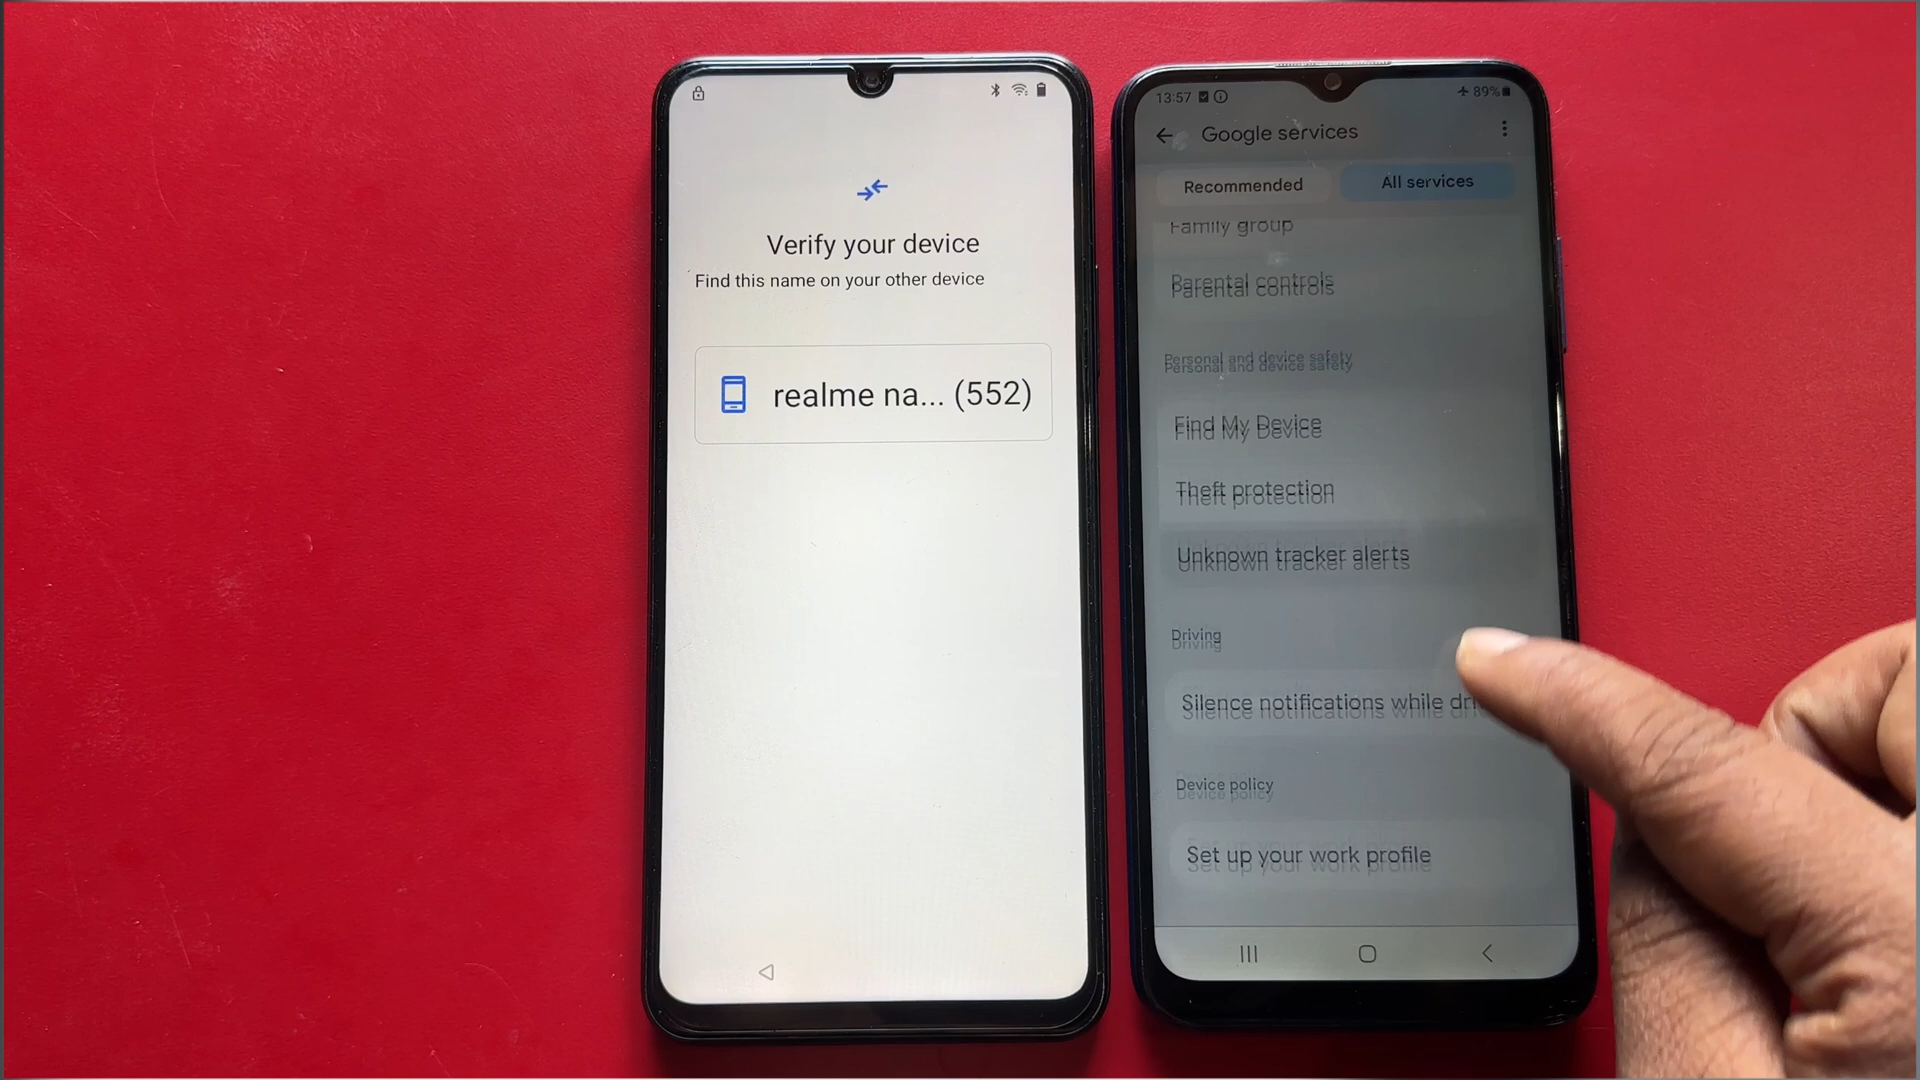 Verify your device
Find this name on your other device
realme na... (552)
13:57
89%
Google services
Recommended
All services
Family group
Parental controls
Personal and device safety
Find My Device
Theft protection
Unknown tracker alerts
Driving
Silence notifications while dri
Device policy
Set up your work profile